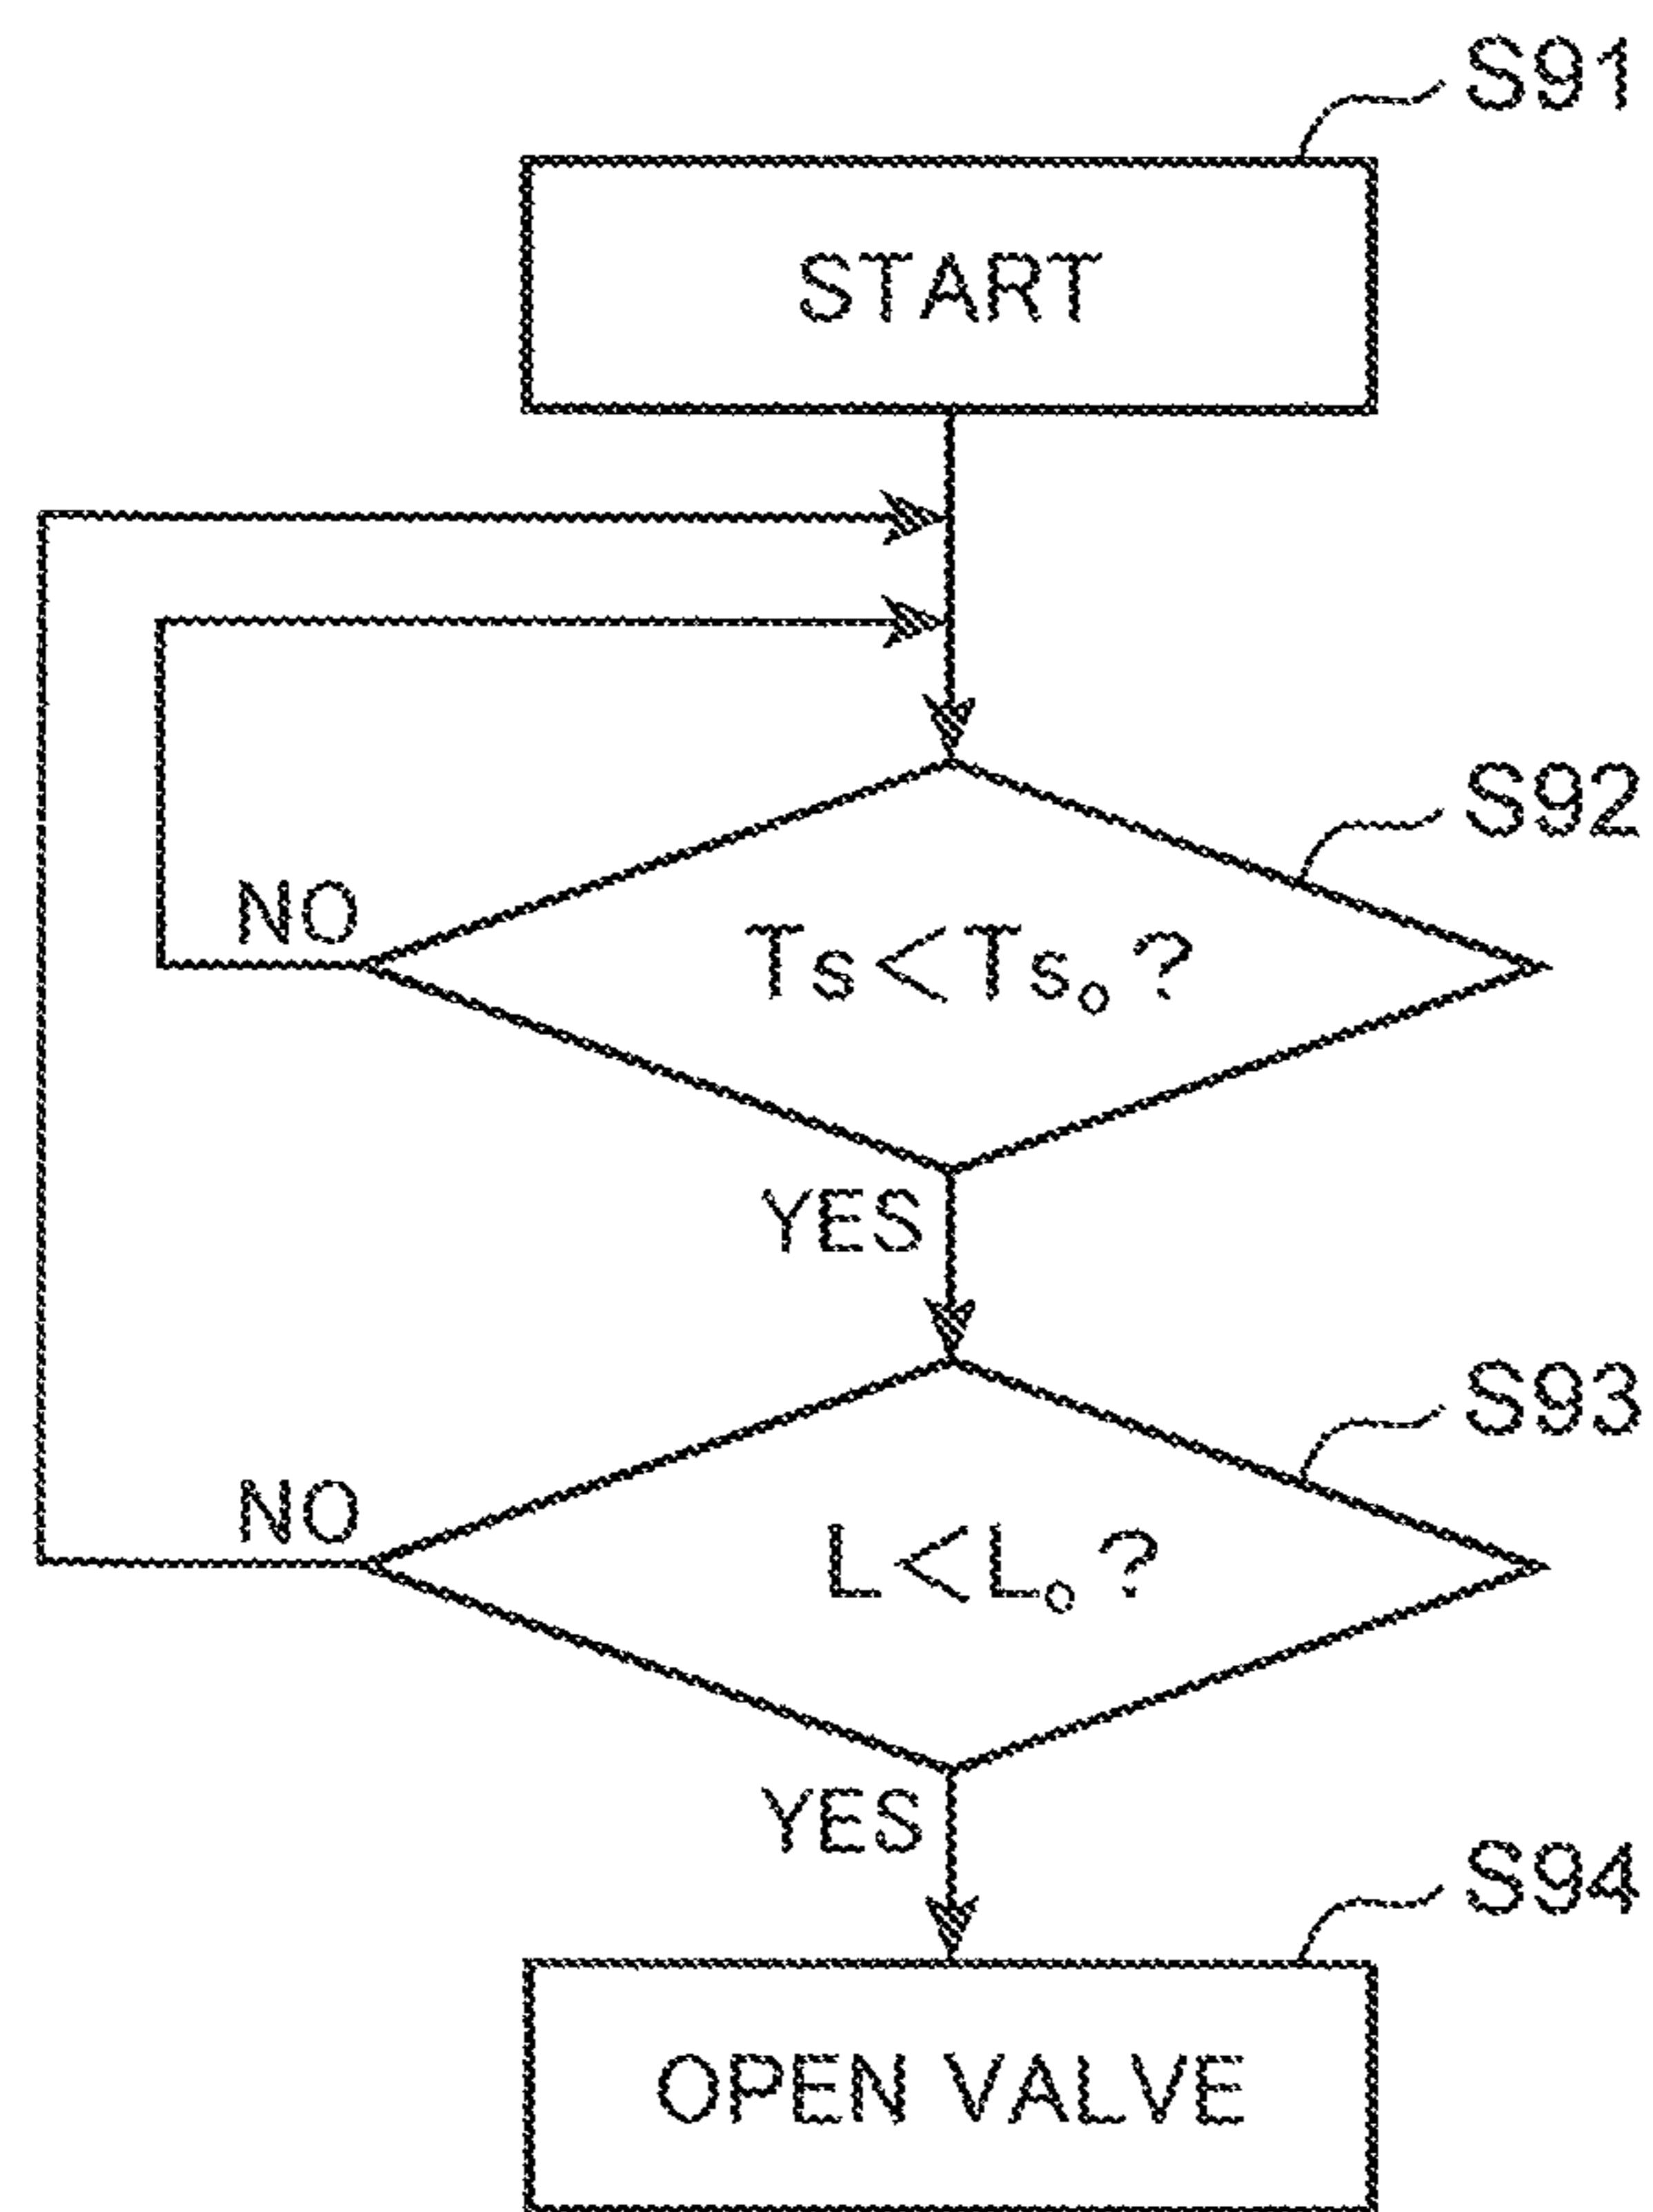 S91
START
S92
NO
Ts<Ts₀?
YES
S93
NO
L<L₀?
YES
S94
OPEN VALVE